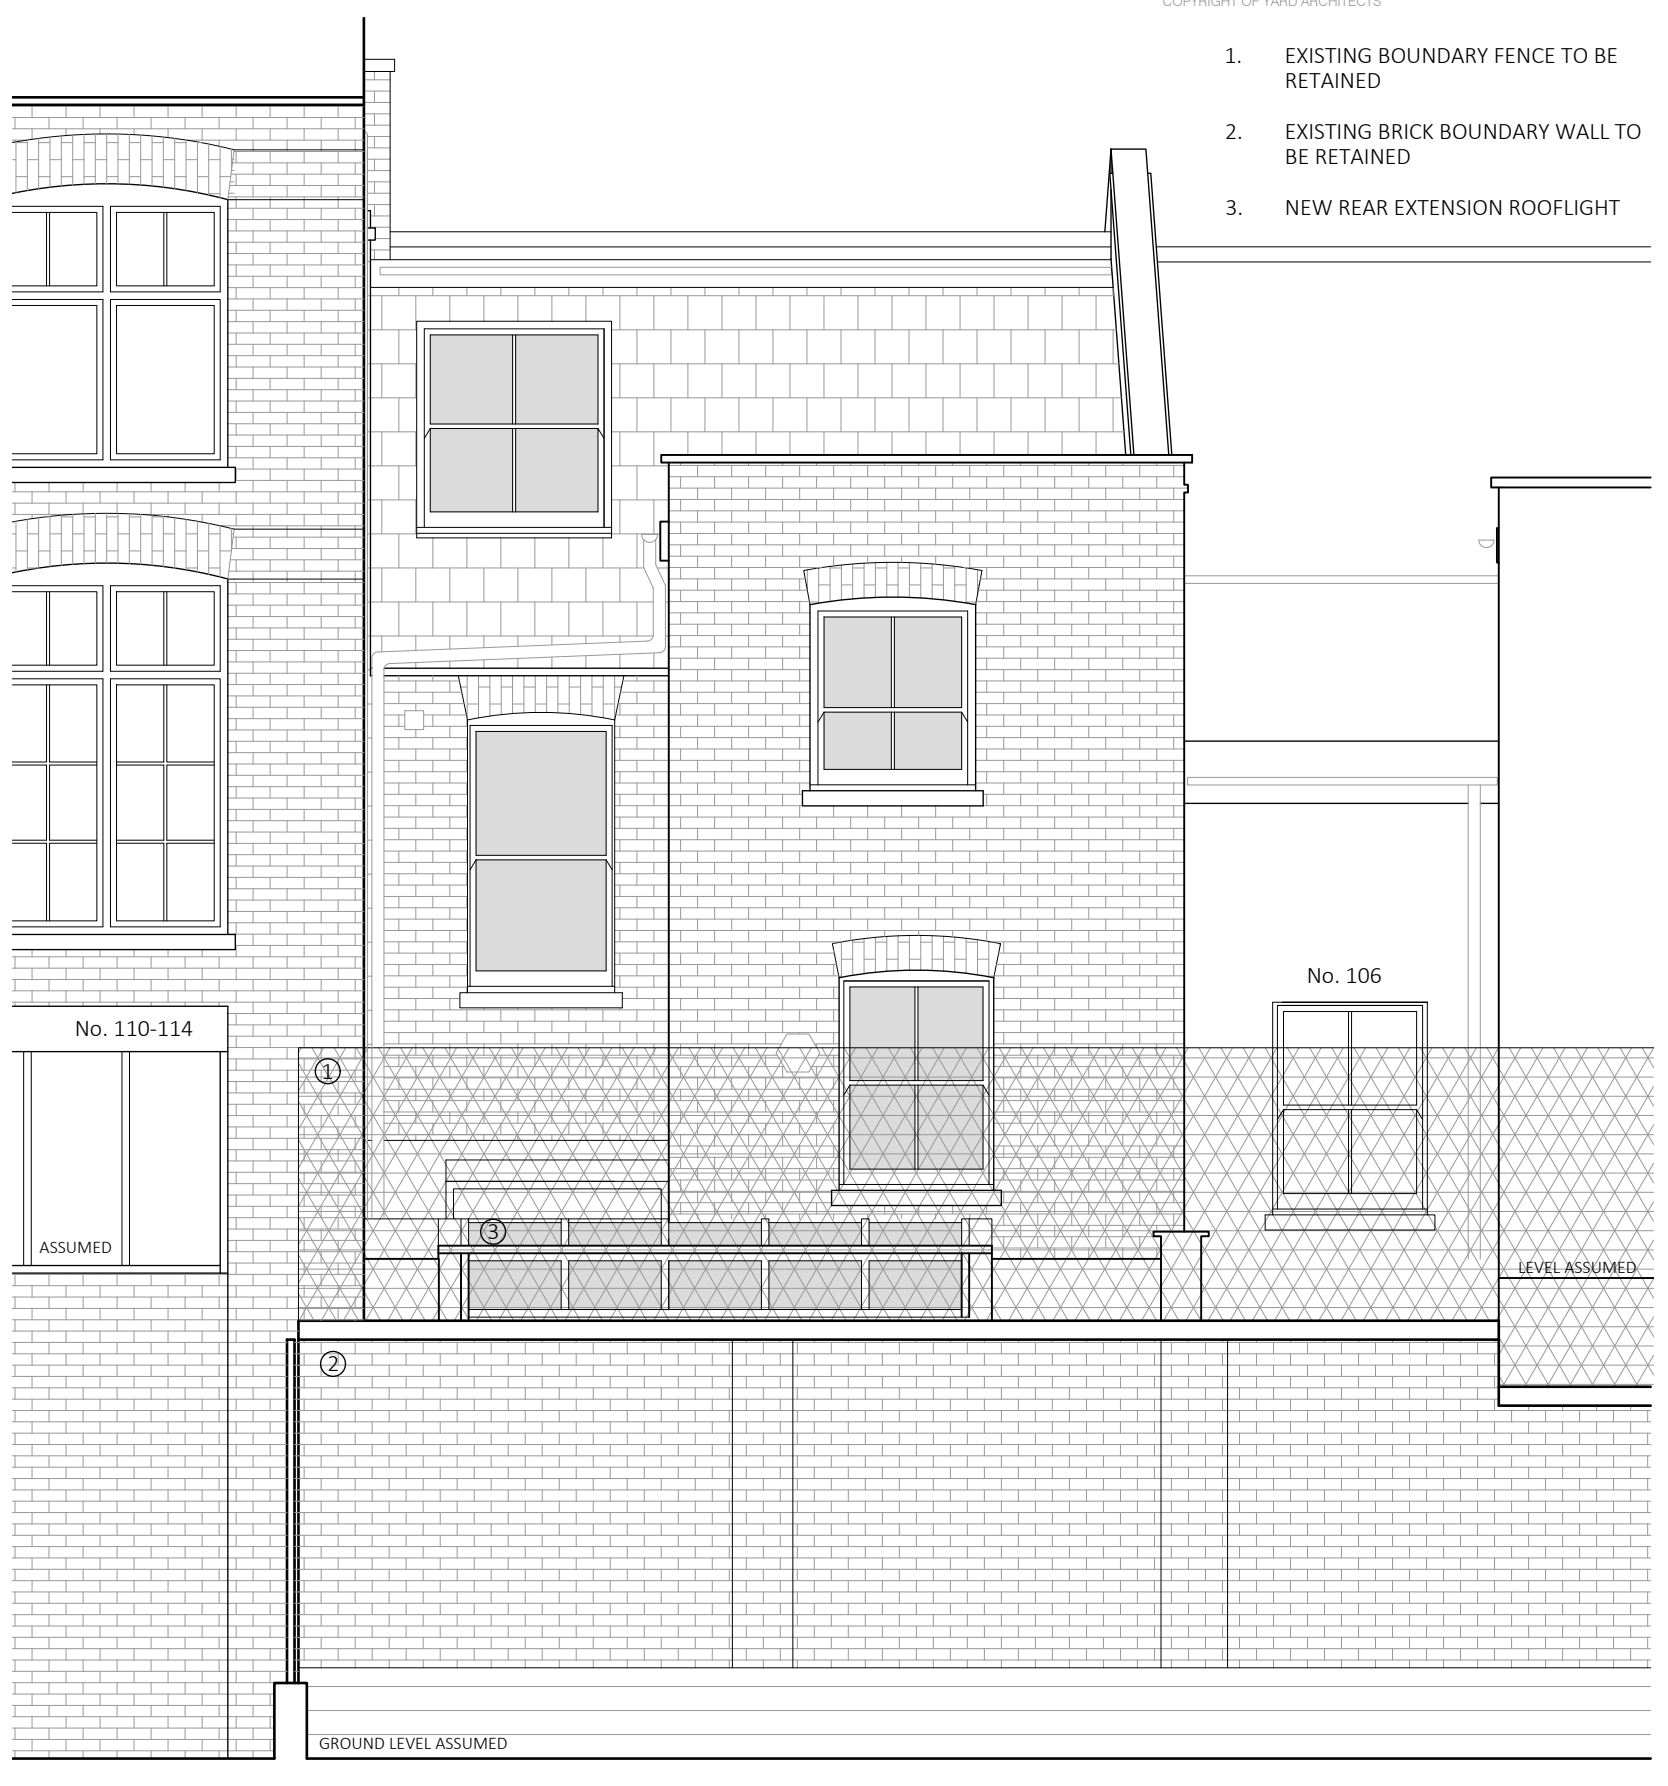 COPYRIGHT OF YARD ARCHITECTS
1. EXISTING BOUNDARY FENCE TO BE
RETAINED
2. EXISTING BRICK BOUNDARY WALL TO
BE RETAINED
3. NEW REAR EXTENSION ROOFLIGHT
No. 106
No. 110-114
1
3
ASSUMED
LEVEL ASSUMED
2
GROUND LEVEL ASSUMED